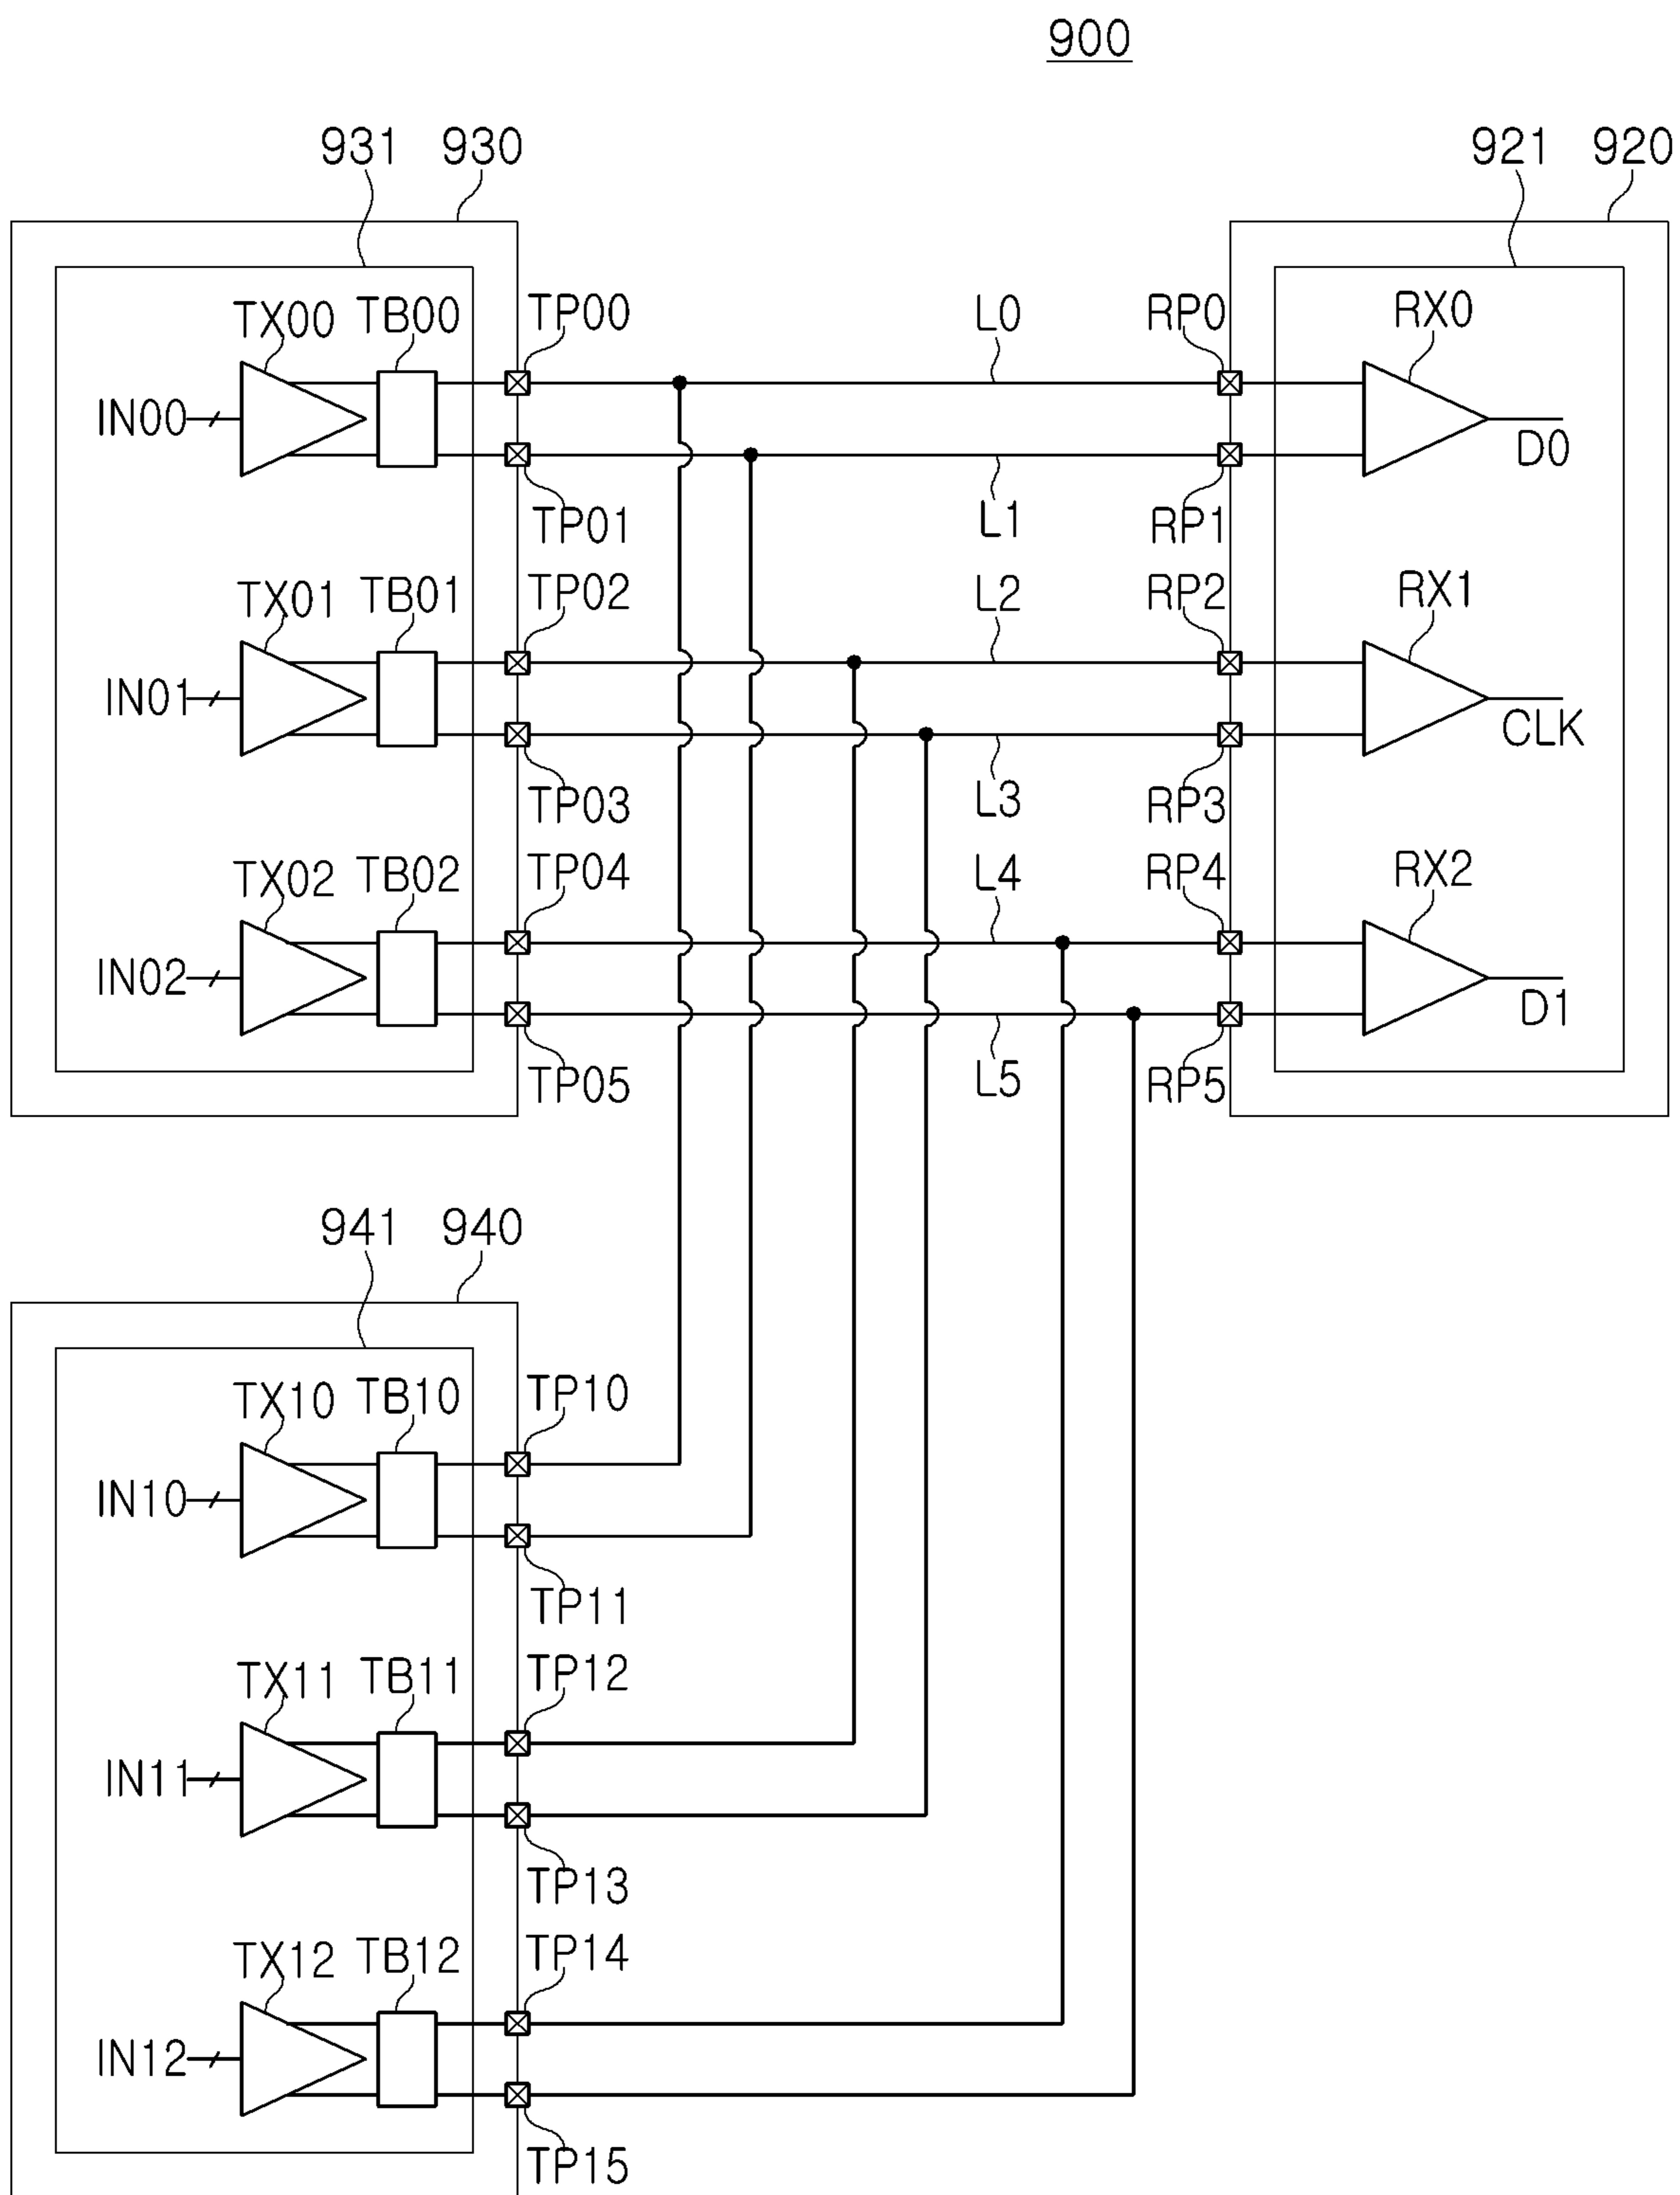 900
931 930 921 920
TX00 TB00 TP00 L0 RP0 RX0
IN00 D0
TP01 L1 RP1
TX01 TB01 TP02 L2 RP2 RX1
IN01 CLK
TP03 L3 RP3
TX02 TB02 TP04 L4 RP4 RX2
IN02 D1
TP05 L5 RP5
941 940
TX10 TB10 TP10
IN10
TP11
TX11 TB11 TP12
IN11
TP13
TX12 TB12 TP14
IN12
TP15